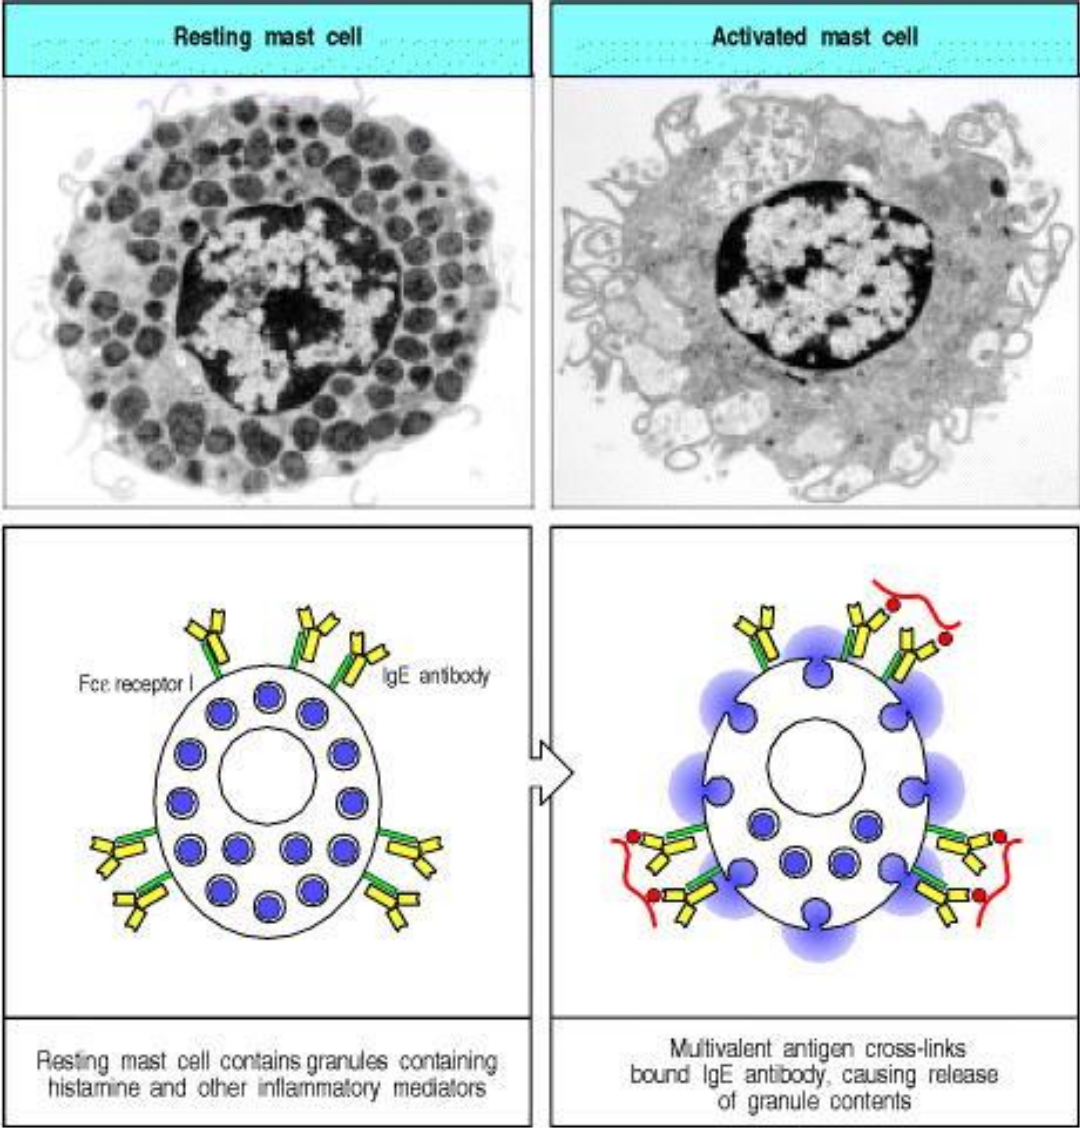 Resting mast cell
Activated mast cell
Fcε receptor I
IgE antibody
Resting mast cell contains granules containing
histamine and other inflammatory mediators
Multivalent antigen cross-links
bound IgE antibody, causing release
of granule contents